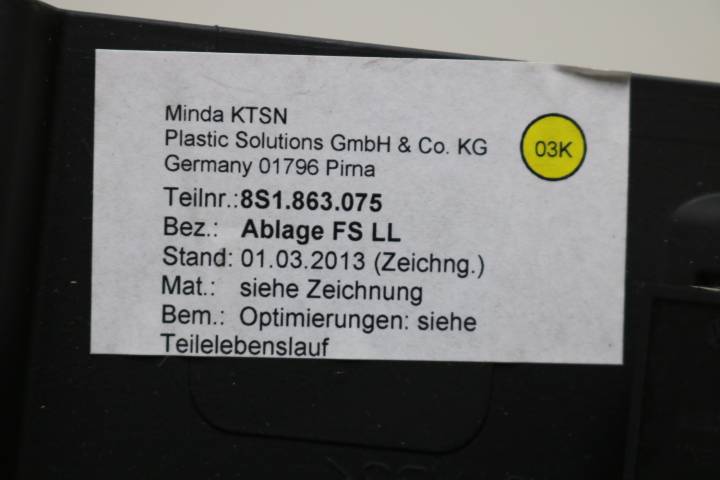 Minda KTSN
Plastic Solutions GmbH & Co. KG
Germany 01796 Pirna
03K
Teilnr.:8S1.863.075
Bez.: Ablage FS LL
Stand: 01.03.2013 (Zeichng.)
Mat.: siehe Zeichnung
Bem.: Optimierungen: siehe
Teilelebenslauf